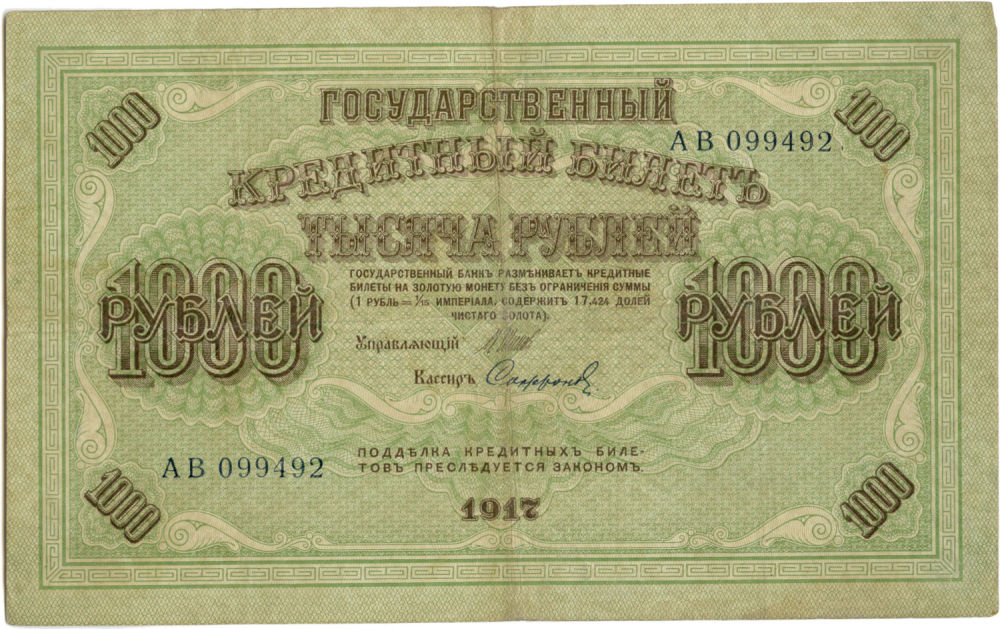 1000
1000
ГОСУДАРСТВЕННЫЙ
АВ 099492
КРЕДИТНЫЙ БИЛЕТЪ
ТЫСЯЧА РУБЛЕЙ
1000
РУБЛЕЙ
1000
РУБЛЕЙ
ГОСУДАРСТВЕННЫЙ БАНКЪ РАЗМѢНИВАЕТЪ КРЕДИТНЫЕ
БИЛЕТЫ НА ЗОЛОТУЮ МОНЕТУ БЕЗЪ ОГРАНИЧЕНІЯ СУММЫ
(1 РУБЛЬ = 1/15 ИМПЕРІАЛА, СОДЕРЖИТЪ 17,424 ДОЛЕЙ
ЧИСТАГО ЗОЛОТА).
Управляющій
Кассиръ Сафронов
ПОДДѢЛКА КРЕДИТНЫХЪ БИЛЕ-
ТОВЪ ПРЕСЛѢДУЕТСЯ ЗАКОНОМЪ.
АВ 099492
1917
1000
1000